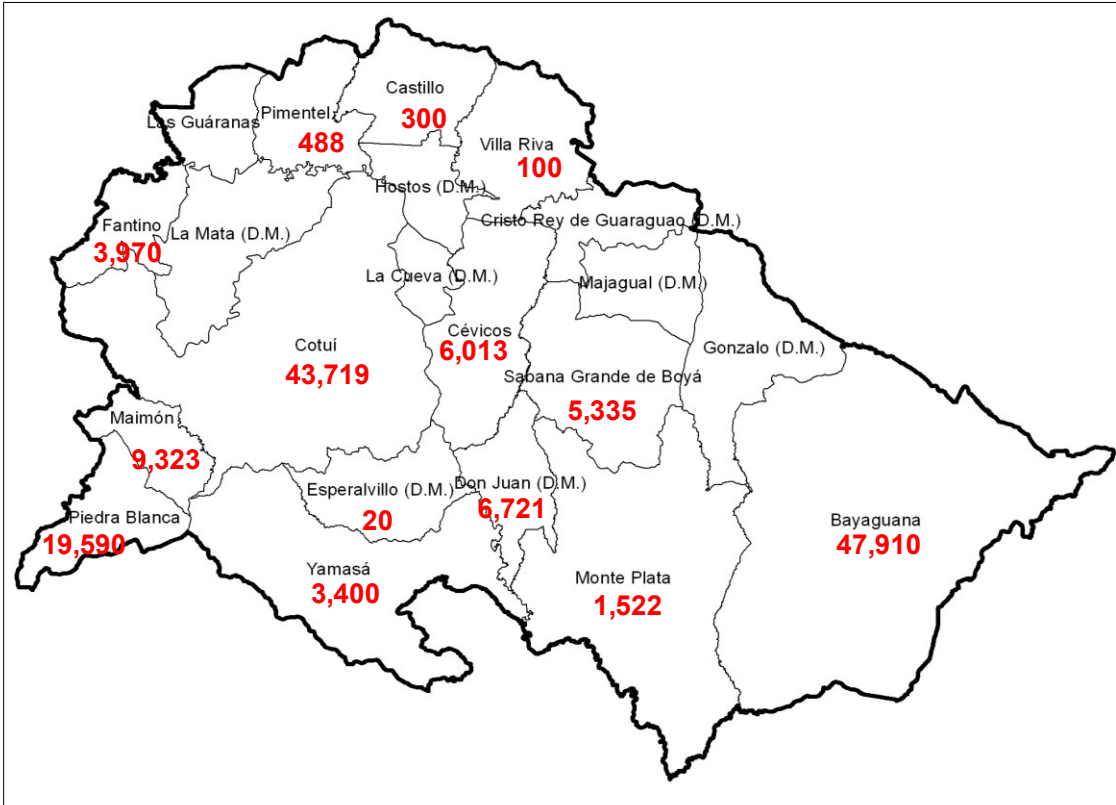 Castillo
300
Pimentel
488
Las Guáranas
Villa Riva
100
Hostos (D.M.)
Cristo Rey de Guaraguao (D.M.)
Fantino
3,970
La Mata (D.M.)
La Cueva (D.M.)
Majagual (D.M.)
Cévicos
6,013
Cotuí
43,719
Gonzalo (D.M.)
Sabana Grande de Boyá
5,335
Maimón
9,323
Esperalvillo (D.M.)
20
Don Juan (D.M.)
6,721
Piedra Blanca
19,590
Bayaguana
47,910
Yamasá
3,400
Monte Plata
1,522